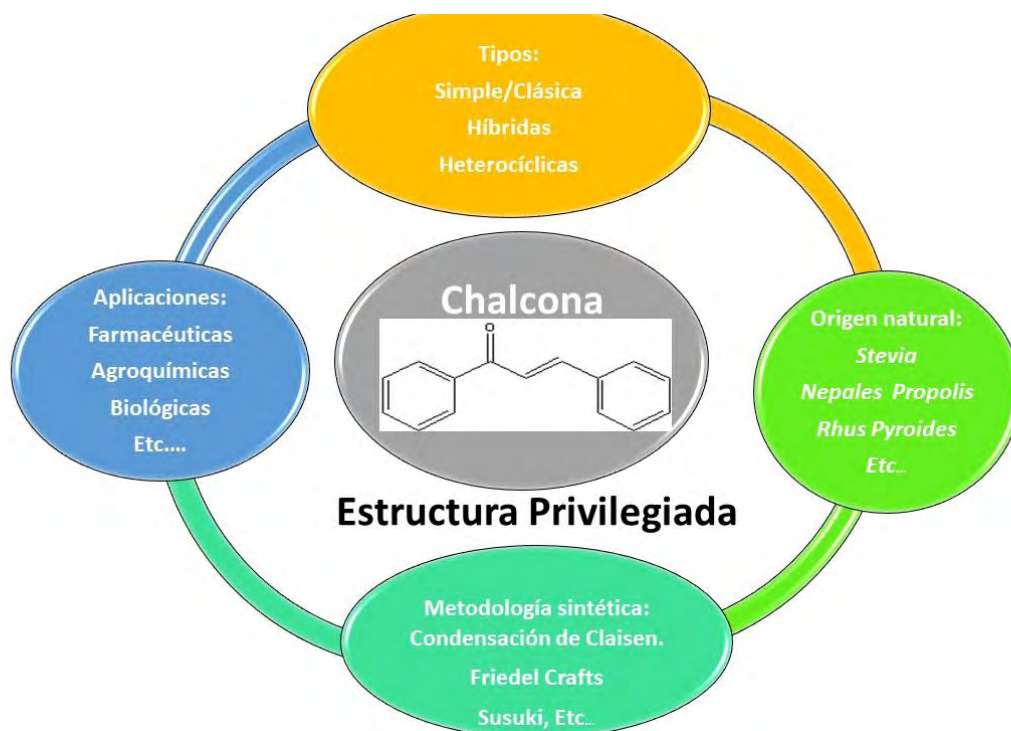 Tipos:
Simple/Clásica
Híbridas
Heterocíclicas
Aplicaciones:
Farmacéuticas
Agroquímicas
Biológicas
Etc....
Chalcona
O
Origen natural:
Stevia
Nepales Propolis
Rhus Pyroides
Etc...
Estructura Privilegiada
Metodología sintética:
Condensación de Claisen.
Friedel Crafts
Susuki, Etc...